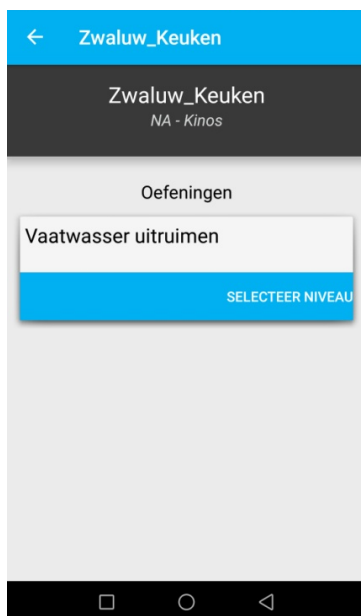 Zwaluw_Keuken
Zwaluw_Keuken
NA - Kinos
Oefeningen
Vaatwasser uitruimen
SELECTEER NIVEAU